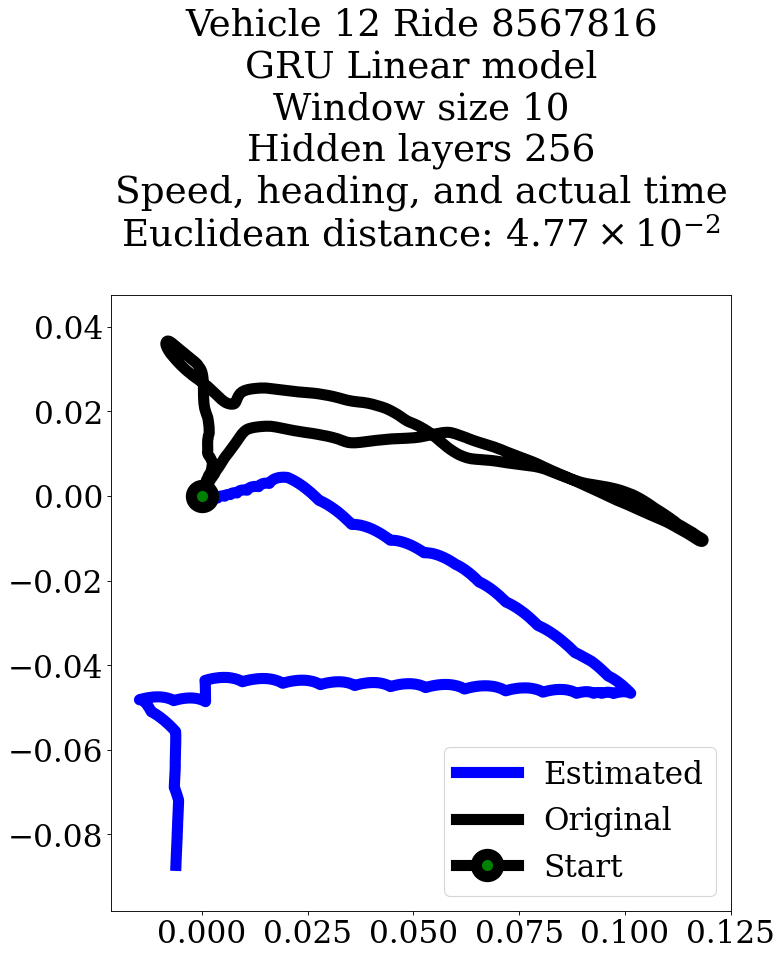 Vehicle 12 Ride 8567816
GRU Linear model
Window size 10
Hidden layers 256
Speed, heading, and actual time
Euclidean distance: 4.77 × 10⁻²
0.04
0.02
0.00
−0.02
−0.04
−0.06
−0.08
Estimated
Original
Start
0.000 0.025 0.050 0.075 0.100 0.125